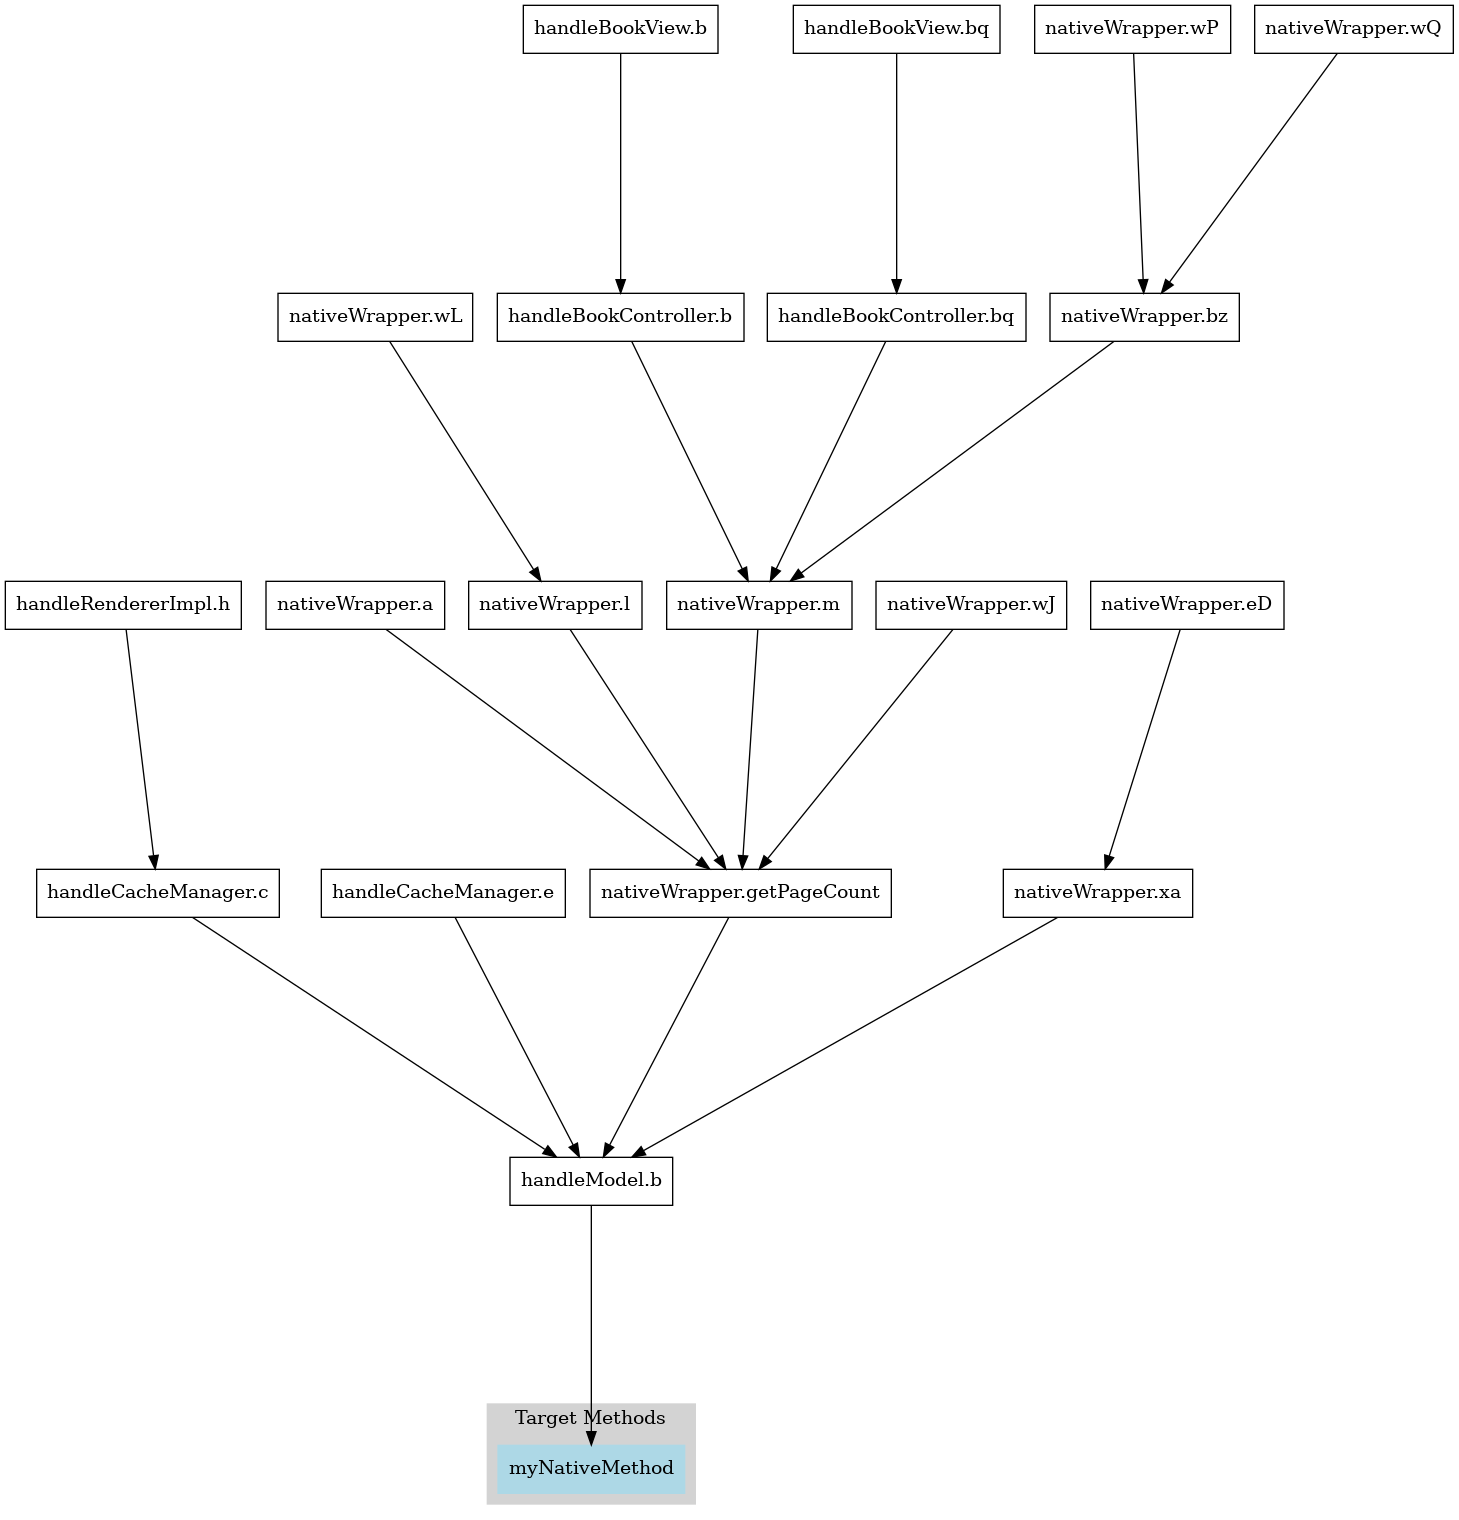 handleBookView.b
handleBookView.bq
nativeWrapper.wP
nativeWrapper.wQ
nativeWrapper.wL
handleBookController.b
handleBookController.bq
nativeWrapper.bz
handleRendererImpl.h
nativeWrapper.a
nativeWrapper.l
nativeWrapper.m
nativeWrapper.wJ
nativeWrapper.eD
handleCacheManager.c
handleCacheManager.e
nativeWrapper.getPageCount
nativeWrapper.xa
handleModel.b
Target Methods
myNativeMethod